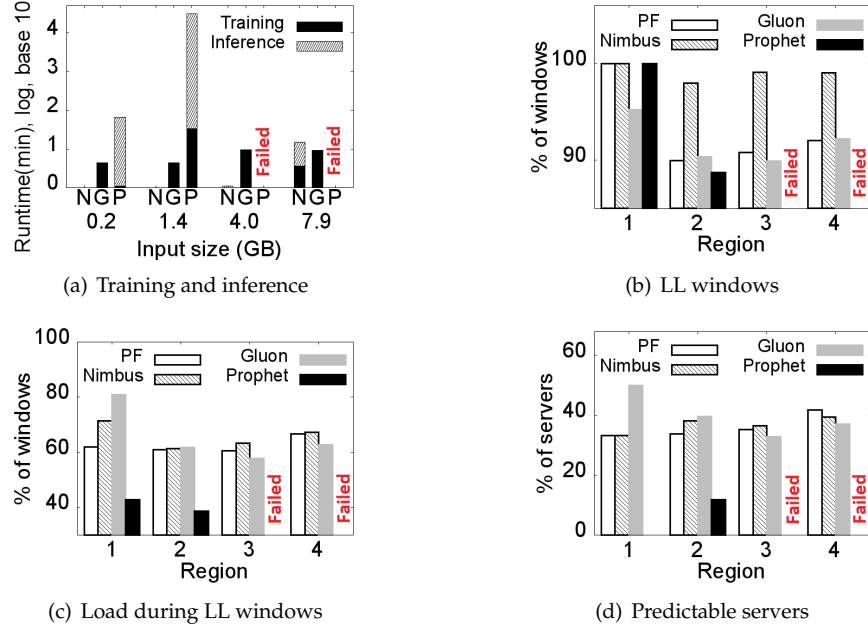 Runtime(min), log, base 10
4
3
2
1
0
Training
Inference
Failed
Failed
N G P N G P N G P N G P
0.2 1.4 4.0 7.9
Input size (GB)
(a) Training and inference
% of windows
100
90
PF Gluon
Nimbus Prophet
Failed
Failed
1 2 3 4
Region
(b) LL windows
% of windows
100
80
60
40
PF Gluon
Nimbus Prophet
Failed
Failed
1 2 3 4
Region
(c) Load during LL windows
% of servers
60
40
20
0
PF Gluon
Nimbus Prophet
Failed
Failed
1 2 3 4
Region
(d) Predictable servers